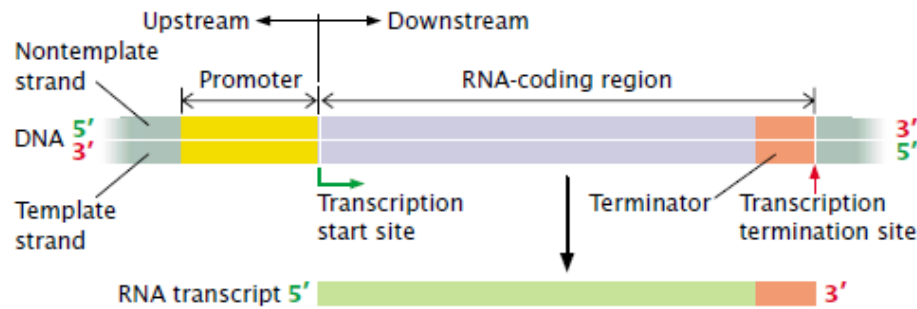 Upstream Downstream
Nontemplate
strand
Promoter
RNA-coding region
DNA 5′ 3′
3′ 5′
Template
strand
Transcription
start site
Terminator
Transcription
termination site
RNA transcript 5′ 3′